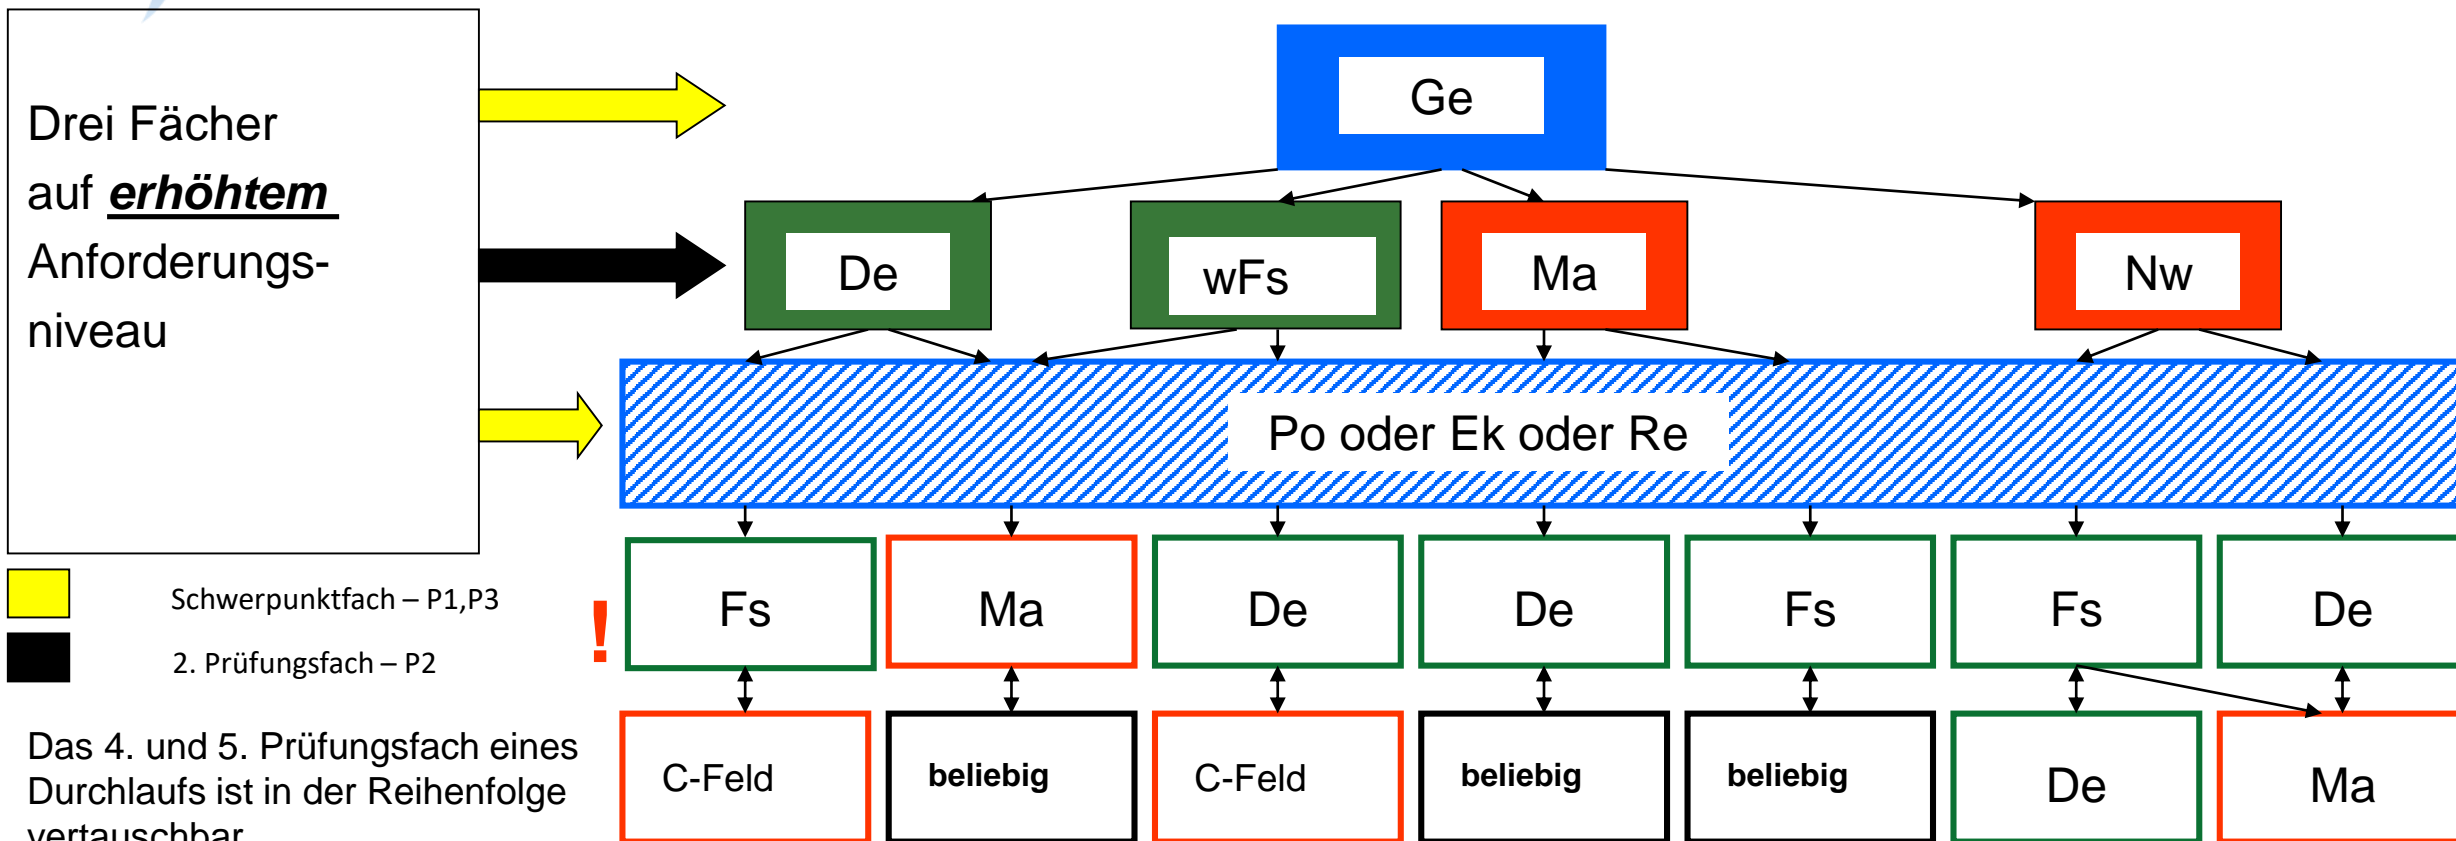 Drei Fächer
auf erhöhtem
Anforderungs-
niveau
Ge
De
wFs
Ma
Nw
Po oder Ek oder Re
Schwerpunktfach – P1,P3
2. Prüfungsfach – P2
!
Fs
Ma
De
De
Fs
Fs
De
C-Feld
beliebig
C-Feld
beliebig
beliebig
De
Ma
Das 4. und 5. Prüfungsfach eines
Durchlaufs ist in der Reihenfolge
vertauschbar